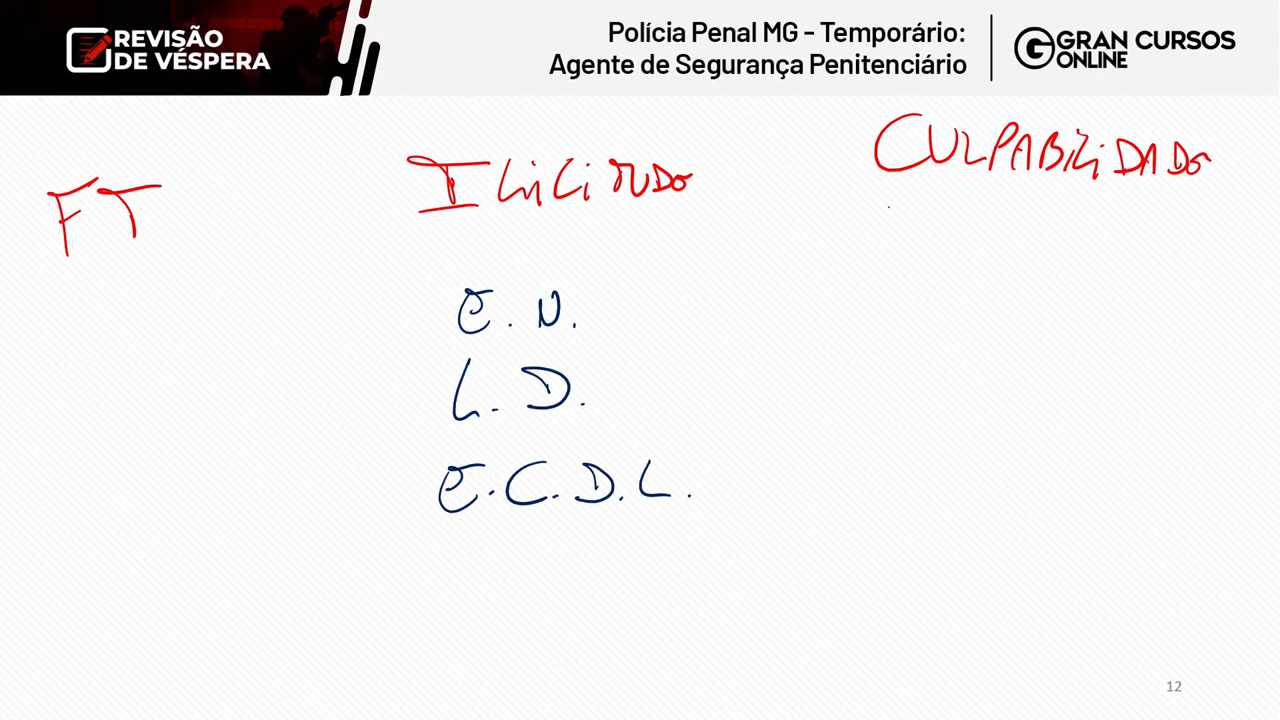 REVISÃO
DE VÉSPERA
Polícia Penal MG - Temporário:
Agente de Segurança Penitenciário
GRAN CURSOS
ONLINE
FT
ILICITUDE
CULPABILIDADE
E. N.
L. D.
E. C. D. L.
12